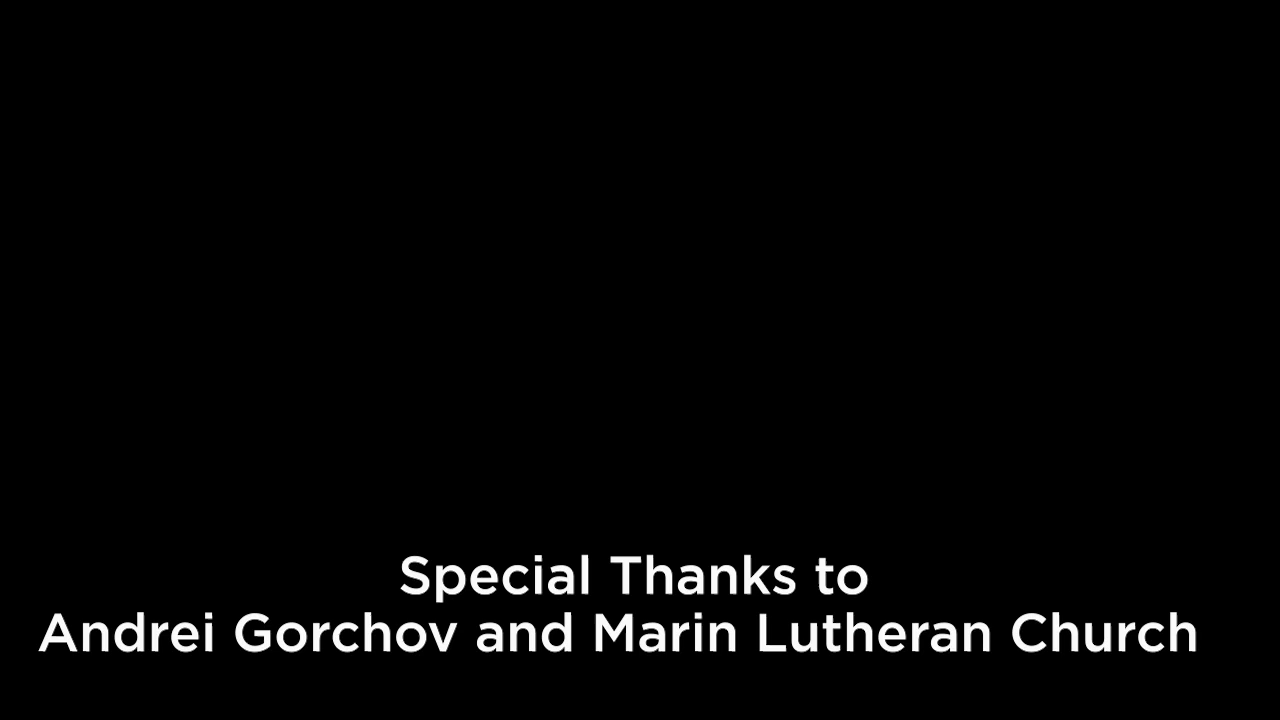 Special Thanks to
Andrei Gorchov and Marin Lutheran Church